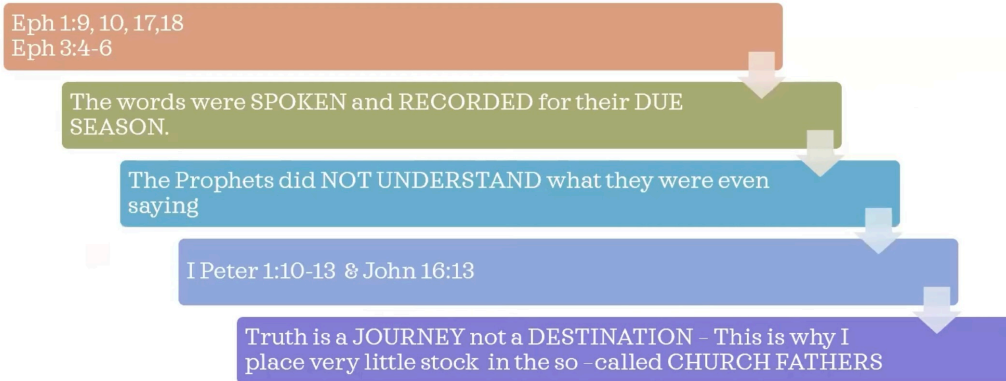 Eph 1:9, 10, 17,18
Eph 3:4-6
The words were SPOKEN and RECORDED for their DUE
SEASON.
The Prophets did NOT UNDERSTAND what they were even
saying
I Peter 1:10-13 & John 16:13
Truth is a JOURNEY not a DESTINATION – This is why I
place very little stock in the so –called CHURCH FATHERS